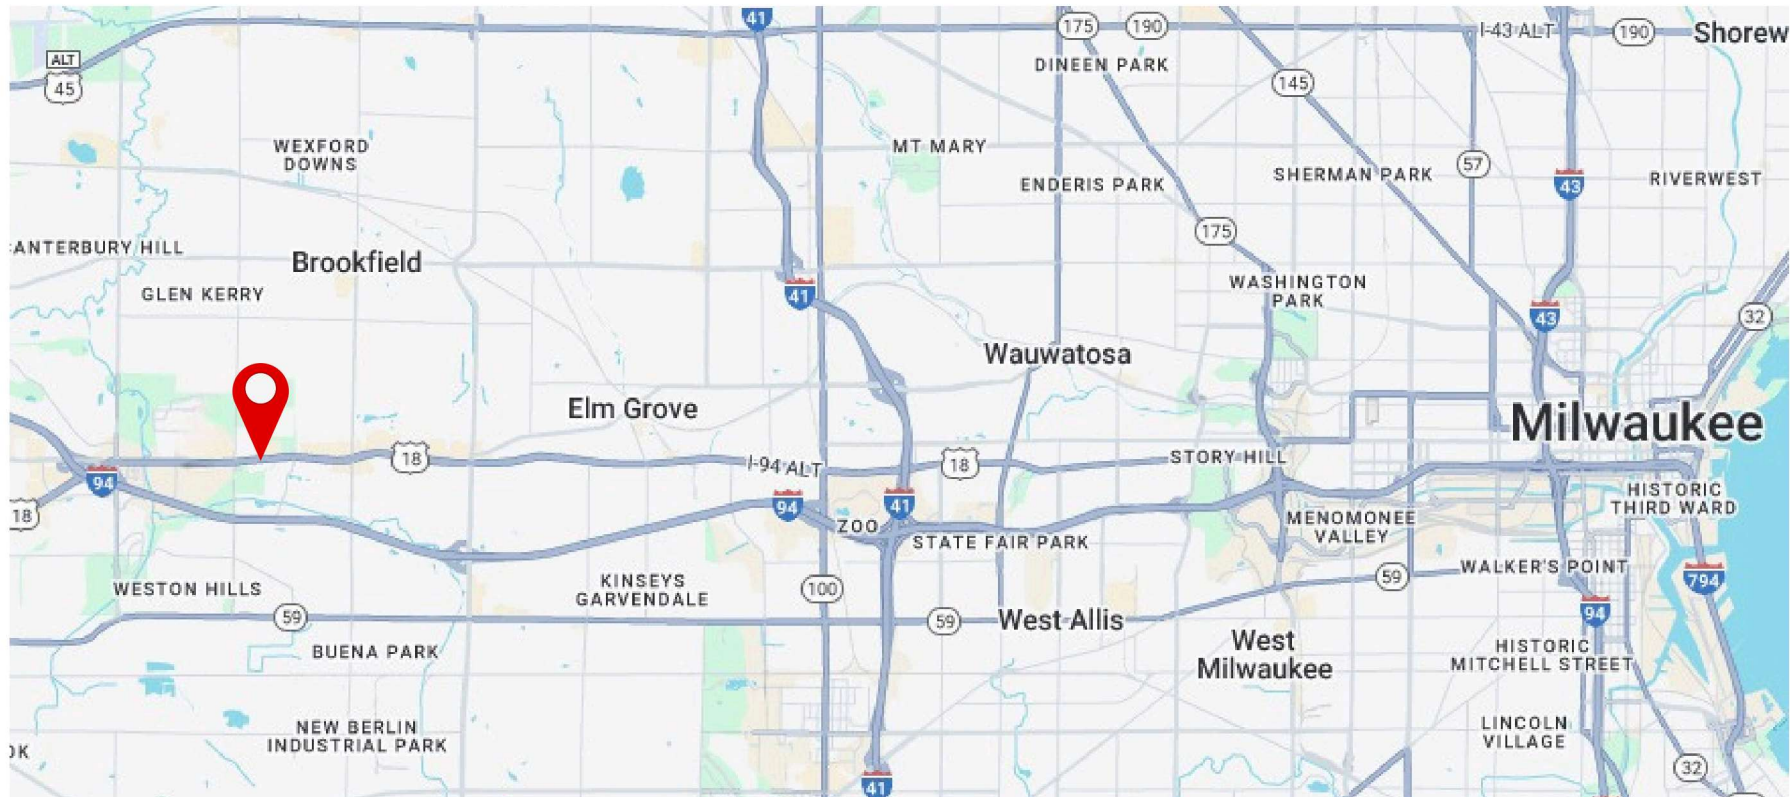 41
175
190
I-43 ALT
190
Shorew
ALT
45
DINEEN PARK
145
WEXFORD
DOWNS
MT MARY
57
ENDERIS PARK
SHERMAN PARK
43
RIVERWEST
175
ANTERBURY HILL
Brookfield
GLEN KERRY
41
WASHINGTON
PARK
43
32
Wauwatosa
Elm Grove
Milwaukee
18
I-94 ALT
18
STORY HILL
94
18
94
41
ZOO
STATE FAIR PARK
MENOMONEE
VALLEY
HISTORIC
THIRD WARD
WESTON HILLS
KINSEYS
GARVENDALE
100
59
WALKER'S POINT
794
59
59
West Allis
94
BUENA PARK
West
Milwaukee
HISTORIC
MITCHELL STREET
NEW BERLIN
INDUSTRIAL PARK
LINCOLN
VILLAGE
OK
41
32